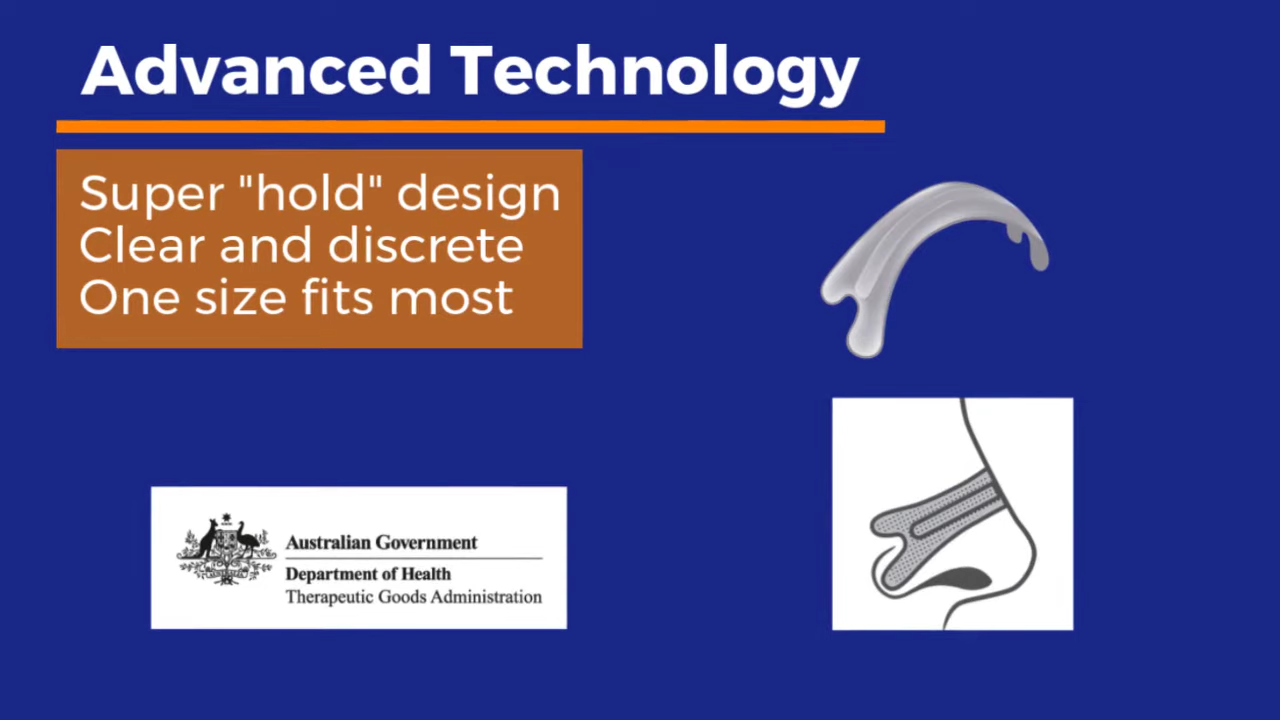 Advanced Technology
Super "hold" design
Clear and discrete
One size fits most
Australian Government
Department of Health
Therapeutic Goods Administration